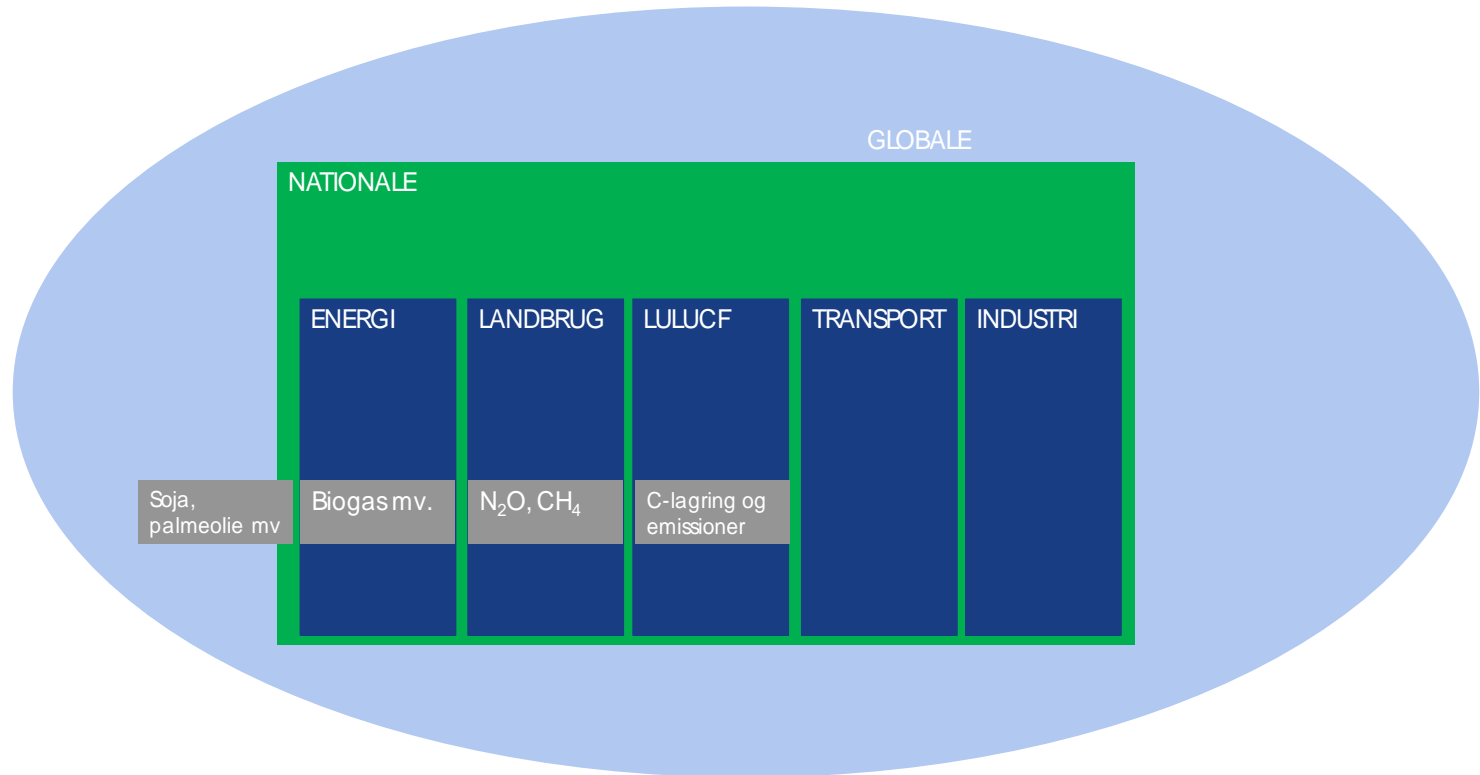 GLOBALE
NATIONALE
ENERGI
LANDBRUG
LULUCF
TRANSPORT
INDUSTRI
Soja,
palmeolie mv
Biogas mv.
N₂O, CH₄
C-lagring og
emissioner